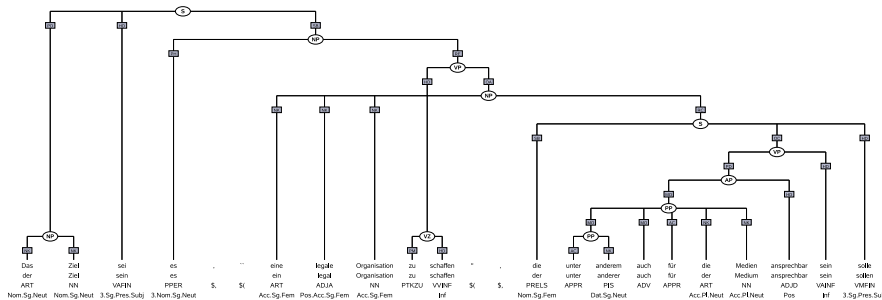 S
NP
VP
NP
S
VP
AP
PP
NP PP VZ
Das Ziel sei es , `` eine legale Organisation zu schaffen " , die unter anderem auch für die Medien ansprechbar sein solle
der Ziel sein es ein legal Organisation zu schaffen der unter anderer auch für der Medium ansprechbar sein sollen
ART NN VAFIN PPER $, $( ART ADJA NN PTKZU VVINF $( $, PRELS APPR PIS ADV APPR ART NN ADJD VAINF VMFIN
Nom.Sg.Neut Nom.Sg.Neut 3.Sg.Pres.Subj 3.Nom.Sg.Neut Acc.Sg.Fem Pos.Acc.Sg.Fem Acc.Sg.Fem Inf Nom.Sg.Fem Dat.Sg.Neut Acc.Pl.Neut Acc.Pl.Neut Pos Inf 3.Sg.Pres.Su